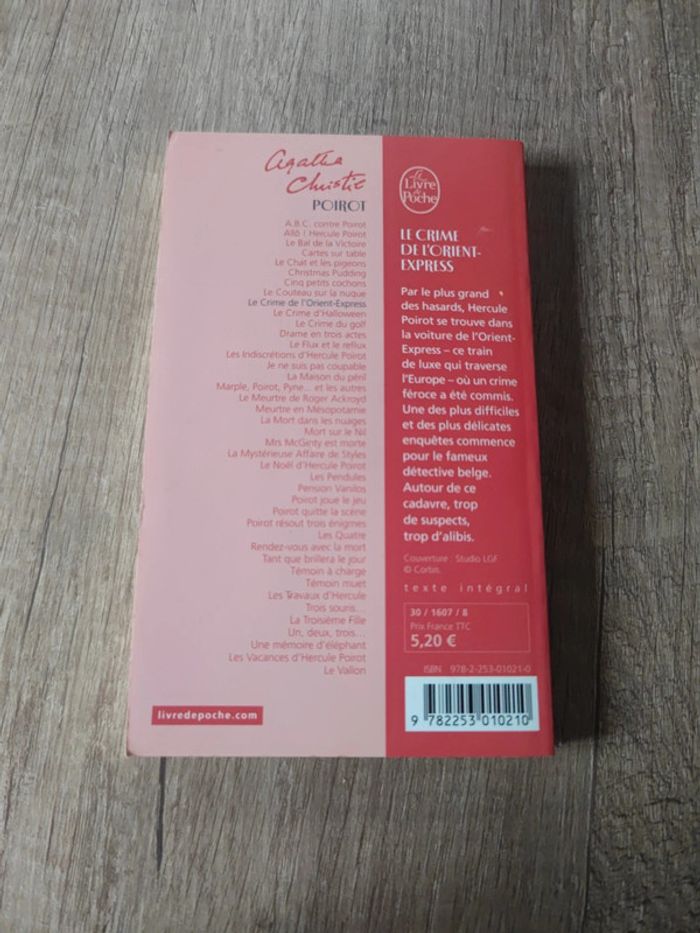 Agatha
Christie
POIROT
A.B.C. contre Poirot
Allô ! Hercule Poirot
Le Bal de la Victoire
Cartes sur table
Le Chat et les pigeons
Christmas Pudding
Cinq petits cochons
Le Couteau sur la nuque
Le Crime de l'Orient-Express
Le Crime d'Halloween
Le Crime du golf
Drame en trois actes
Le Flux et le reflux
Les Indiscrétions d'Hercule Poirot
Je ne suis pas coupable
La Maison du péril
Marple, Poirot, Pyne... et les autres
Le Meurtre de Roger Ackroyd
Meurtre en Mésopotamie
La Mort dans les nuages
Mort sur le Nil
Mrs McGinty est morte
La Mystérieuse Affaire de Styles
Le Noël d'Hercule Poirot
Les Pendules
Pension Vanilos
Poirot joue le jeu
Poirot quitte la scène
Poirot résout trois énigmes
Les Quatre
Rendez-vous avec la mort
Tant que brillera le jour
Témoin à charge
Témoin muet
Les Travaux d'Hercule
Trois souris...
La Troisième Fille
Un, deux, trois...
Une mémoire d'éléphant
Les Vacances d'Hercule Poirot
Le Vallon
livredepoche.com
Le
Livre
de
Poche
LE CRIME
DE L'ORIENT-
EXPRESS
Par le plus grand
des hasards, Hercule
Poirot se trouve dans
la voiture de l'Orient-
Express – ce train
de luxe qui traverse
l'Europe – où un crime
féroce a été commis.
Une des plus difficiles
et des plus délicates
enquêtes commence
pour le fameux
détective belge.
Autour de ce
cadavre, trop
de suspects,
trop d'alibis.
Couverture : Studio LGF
© Corbis.
texte intégral
30 / 1607 / 8
Prix France TTC
5,20 €
ISBN 978-2-253-01021-0
9 782253 010210